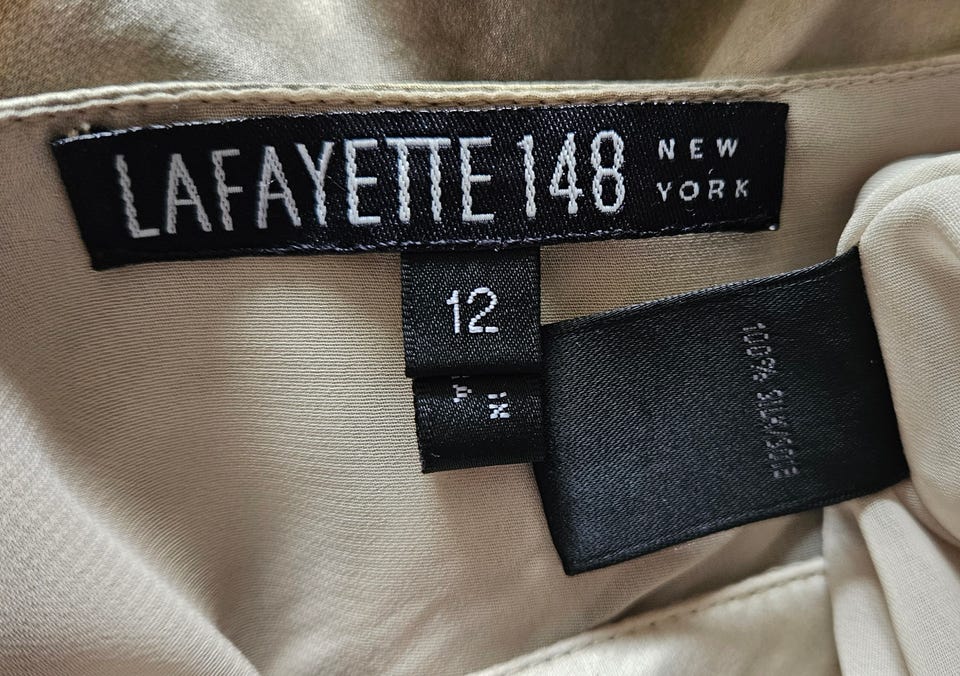 LAFAYETTE 148 NEW
YORK
12
100% SILK/SOIE